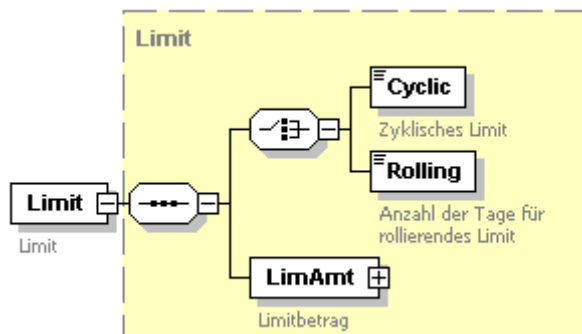 Limit
Cyclic
Zyklisches Limit
Rolling
Anzahl der Tage für
rollierendes Limit
Limit
Limit
LimAmt
Limitbetrag